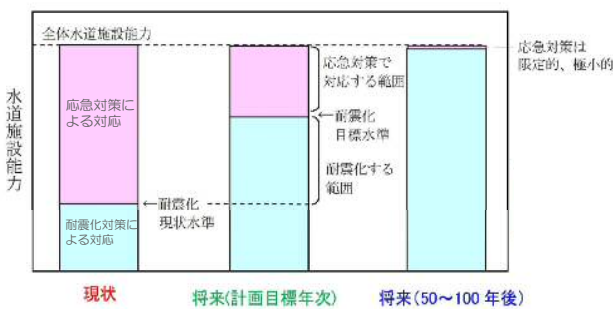 全体水道施設能力
水道施設能力
応急対策に
よる対応
耐震化対策に
よる対応
←耐震化
現状水準
応急対策で
対応する範囲
←耐震化
目標水準
耐震化する
範囲
応急対策は
限定的、極小的
現状
将来(計画目標年次)
将来(50～100年後)